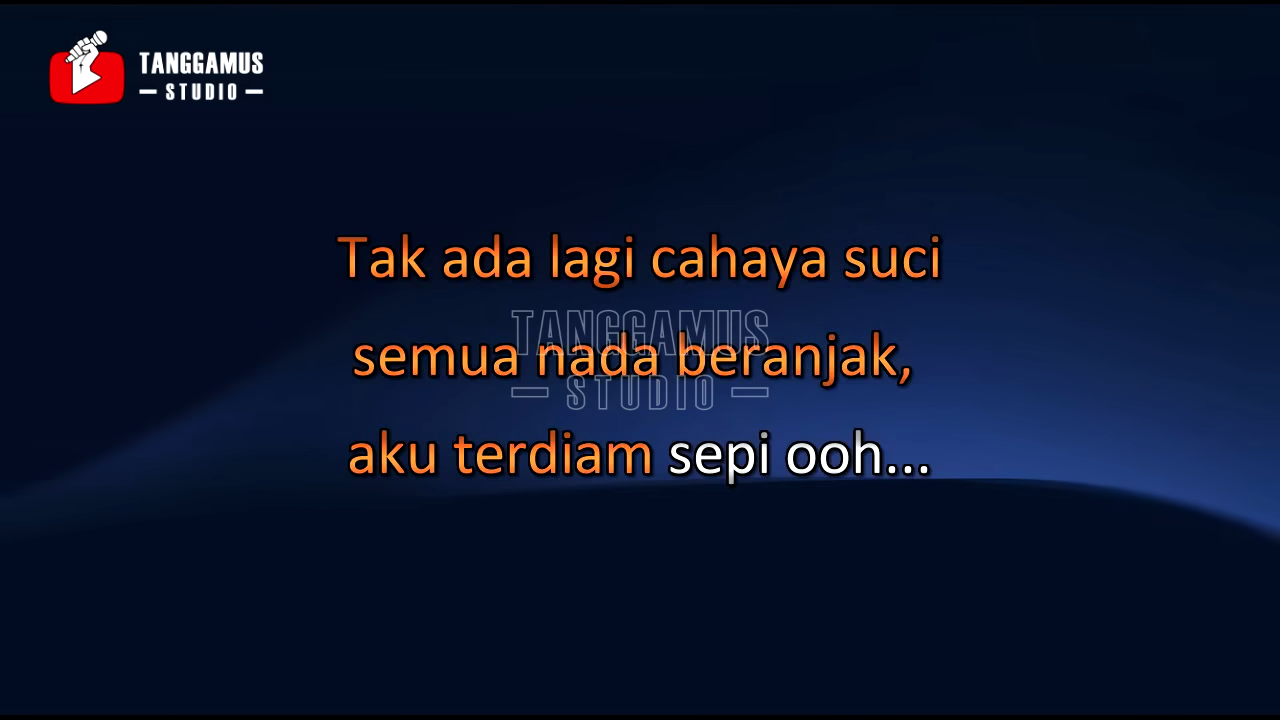 TANGGAMUS
STUDIO
Tak ada lagi cahaya suci
TANGGAMUS
semua nada beranjak,
STUDIO
aku terdiam sepi ooh...